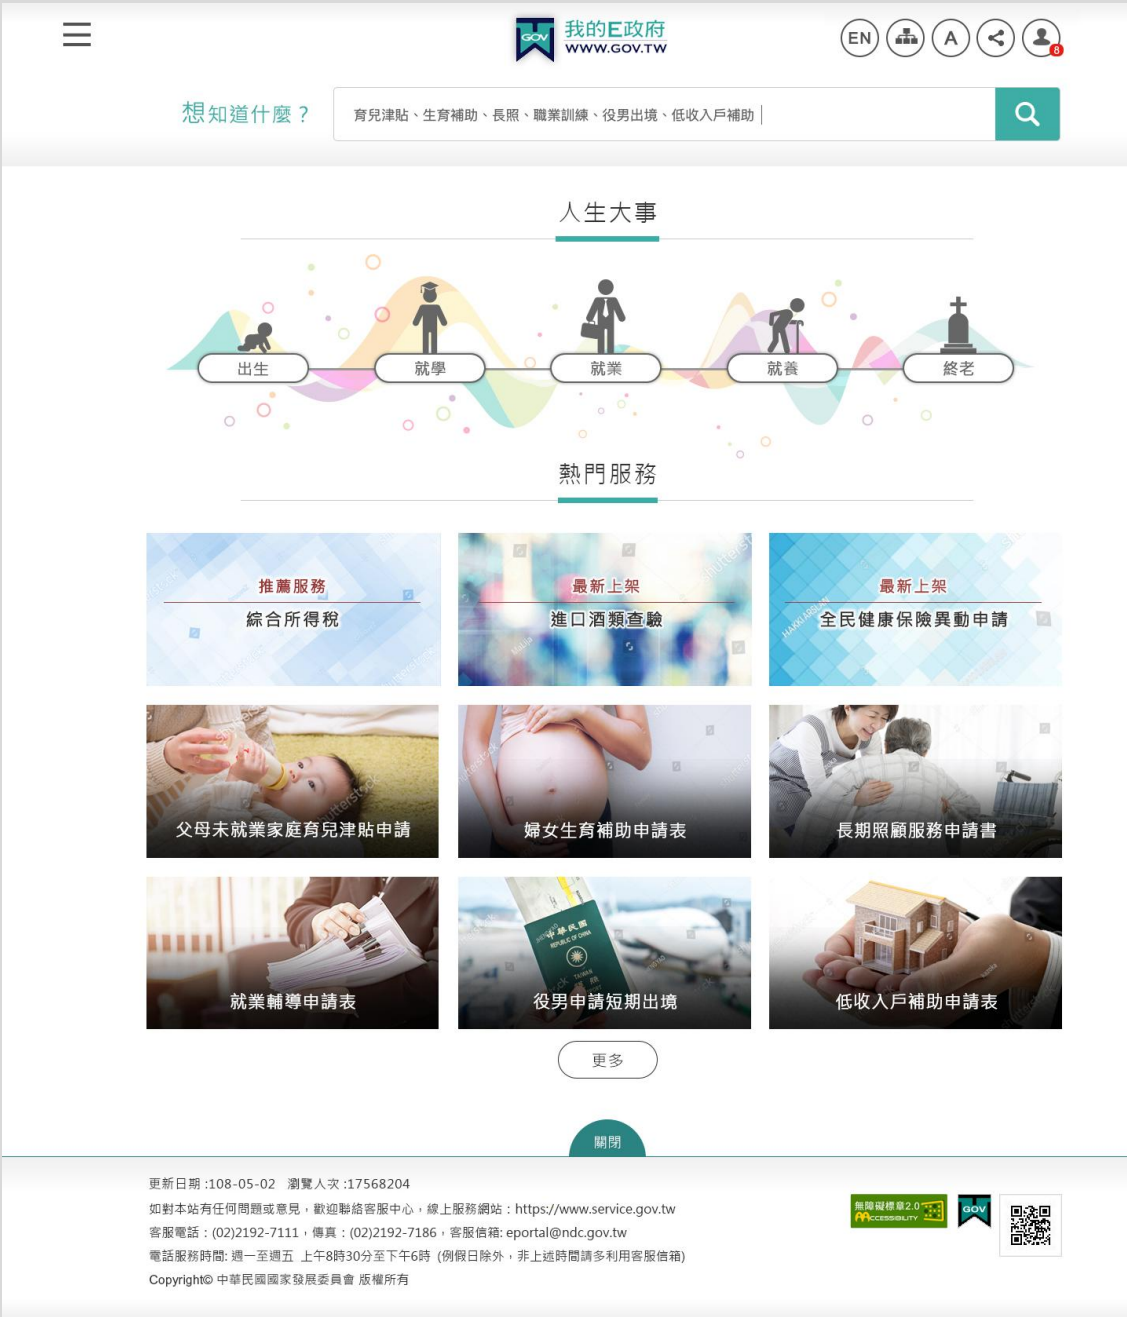 GOV 我的E政府
WWW.GOV.TW
EN
A
8
想知道什麼？
育兒津貼、生育補助、長照、職業訓練、役男出境、低收入戶補助
人生大事
出生
就學
就業
就養
終老
熱門服務
推薦服務
綜合所得稅
最新上架
進口酒類查驗
最新上架
全民健康保險異動申請
父母未就業家庭育兒津貼申請
婦女生育補助申請表
長期照顧服務申請書
就業輔導申請表
中華民國
REPUBLIC OF CHINA
TAIWAN
役男申請短期出境
低收入戶補助申請表
更多
關閉
更新日期 :108-05-02 瀏覽人次 :17568204
如對本站有任何問題或意見，歡迎聯絡客服中心，線上服務網站：https://www.service.gov.tw
客服電話：(02)2192-7111，傳真：(02)2192-7186，客服信箱: eportal@ndc.gov.tw
電話服務時間: 週一至週五 上午8時30分至下午6時 (例假日除外，非上述時間請多利用客服信箱)
Copyright© 中華民國國家發展委員會 版權所有
無障礙標章2.0
ACCESSIBILITY
GOV